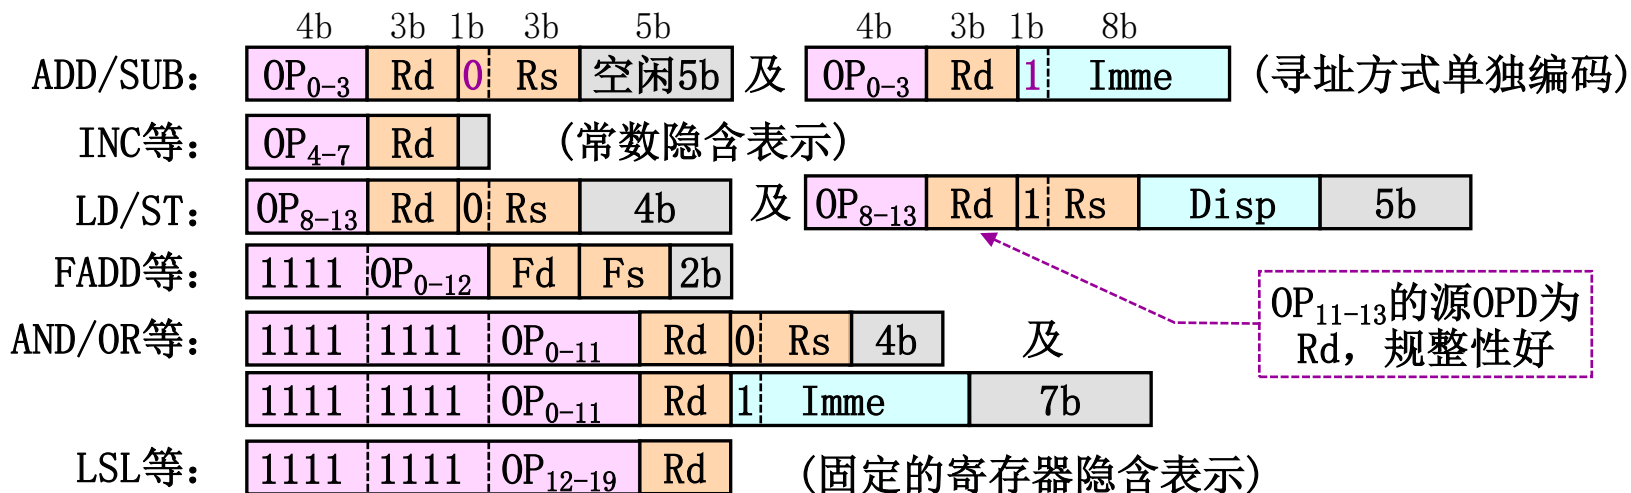 4b 3b 1b 3b 5b 4b 3b 1b 8b
ADD/SUB: OP0-3 Rd 0 Rs 空闲5b 及 OP0-3 Rd 1 Imme (寻址方式单独编码)
INC等: OP4-7 Rd (常数隐含表示)
LD/ST: OP8-13 Rd 0 Rs 4b 及 OP8-13 Rd 1 Rs Disp 5b
FADD等: 1111 OP0-12 Fd Fs 2b
OP11-13的源OPD为
Rd, 规整性好
AND/OR等: 1111 1111 OP0-11 Rd 0 Rs 4b 及
1111 1111 OP0-11 Rd 1 Imme 7b
LSL等: 1111 1111 OP12-19 Rd (固定的寄存器隐含表示)